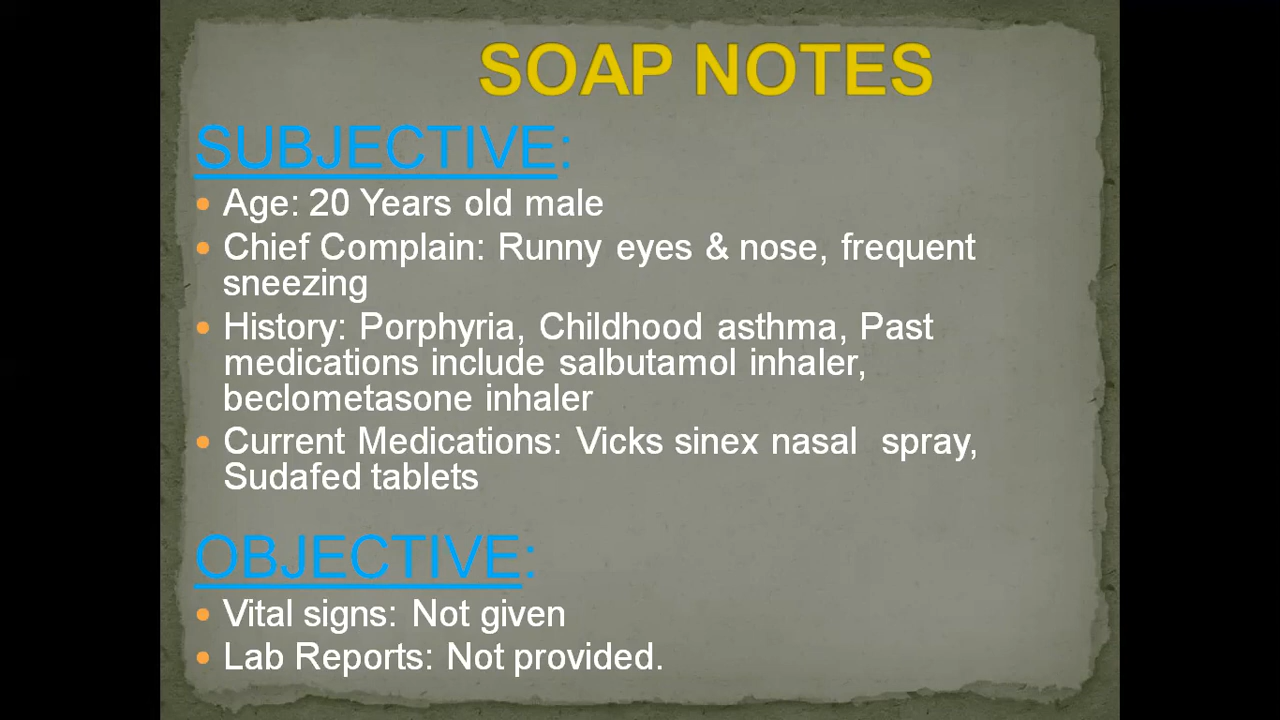 SOAP NOTES
SUBJECTIVE:
• Age: 20 Years old male
• Chief Complain: Runny eyes & nose, frequent
sneezing
• History: Porphyria, Childhood asthma, Past
medications include salbutamol inhaler,
beclometasone inhaler
• Current Medications: Vicks sinex nasal spray,
Sudafed tablets
OBJECTIVE:
• Vital signs: Not given
• Lab Reports: Not provided.